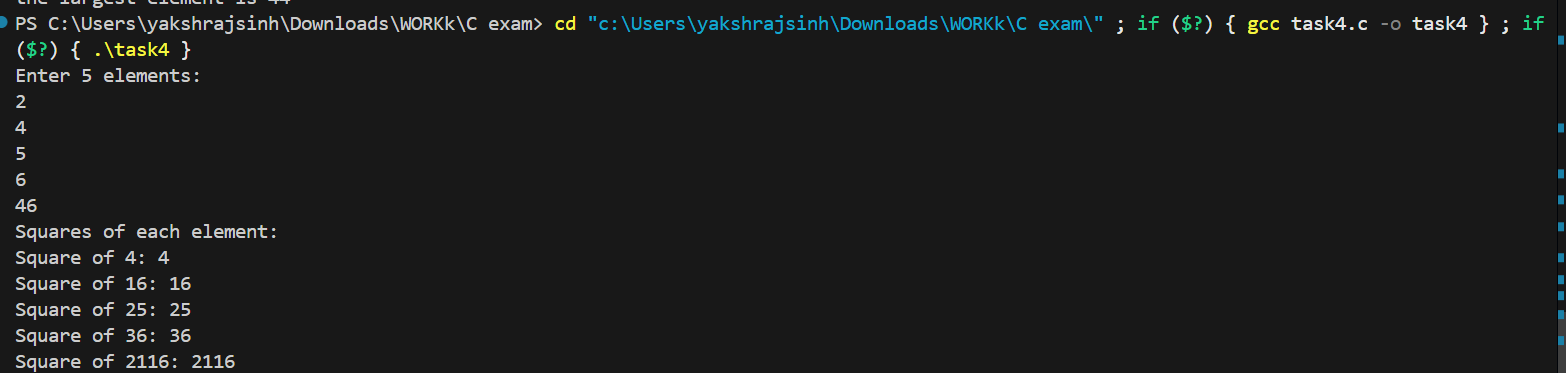 the largest element is 44
PS C:\Users\yakshrajsinh\Downloads\WORKk\C exam> cd "c:\Users\yakshrajsinh\Downloads\WORKk\C exam\" ; if ($?) { gcc task4.c -o task4 } ; if
($?) { .\task4 }
Enter 5 elements:
2
4
5
6
46
Squares of each element:
Square of 4: 4
Square of 16: 16
Square of 25: 25
Square of 36: 36
Square of 2116: 2116